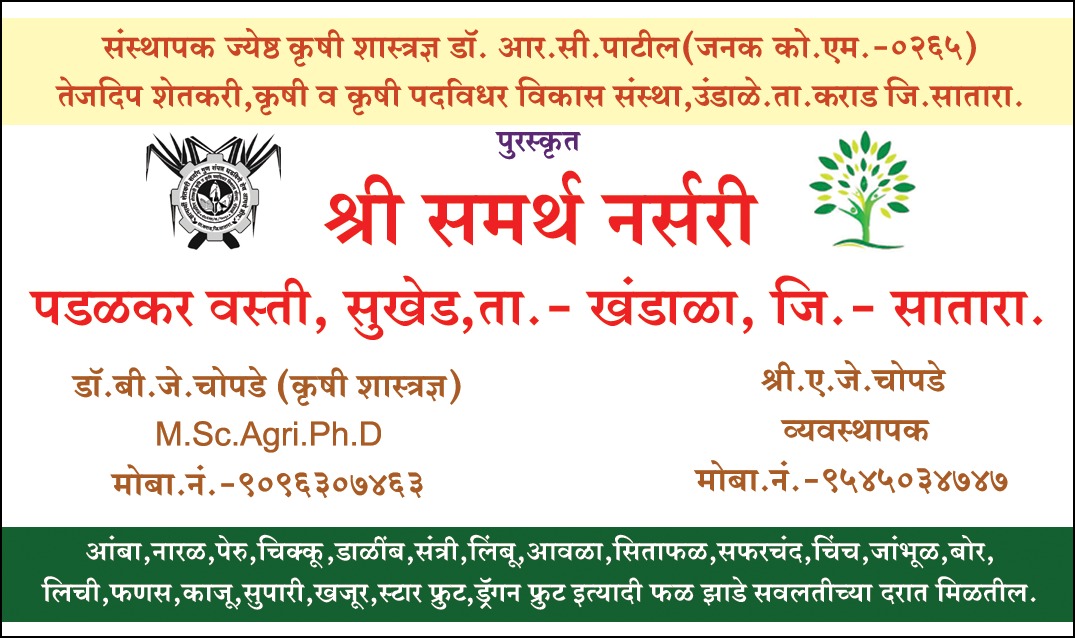 संस्थापक ज्येष्ठ कृषी शास्त्रज्ञ डॉ. आर.सी.पाटील(जनक को.एम.-०२६५)
तेजदिप शेतकरी,कृषी व कृषी पदविधर विकास संस्था,उंडाळे.ता.कराड जि.सातारा.
पुरस्कृत
श्री समर्थ नर्सरी
पडळकर वस्ती, सुखेड,ता.- खंडाळा, जि.- सातारा.
डॉ.बी.जे.चोपडे (कृषी शास्त्रज्ञ)
M.Sc.Agri.Ph.D
मोबा.नं.-९०९६३०७४६३
श्री.ए.जे.चोपडे
व्यवस्थापक
मोबा.नं.-९५४५०३४७४७
आंबा,नारळ,पेरु,चिक्कू,डाळींब,संत्री,लिंबू,आवळा,सिताफळ,सफरचंद,चिंच,जांभूळ,बोर,
लिची,फणस,काजू,सुपारी,खजूर,स्टार फ्रुट,ड्रॅगन फ्रुट इत्यादी फळ झाडे सवलतीच्या दरात मिळतील.